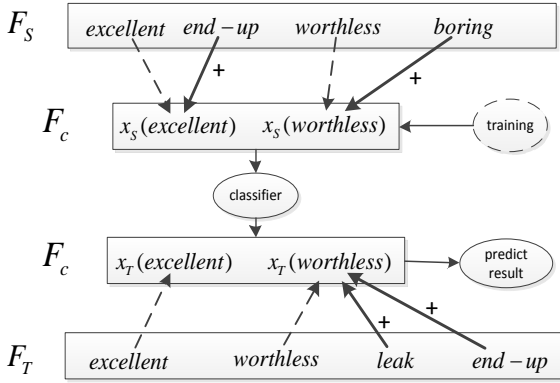 F_S excellent end-up worthless boring
+ +
F_c x_S(excellent) x_S(worthless) training
classifier
F_c x_T(excellent) x_T(worthless) predict
result
+ +
F_T excellent worthless leak end-up